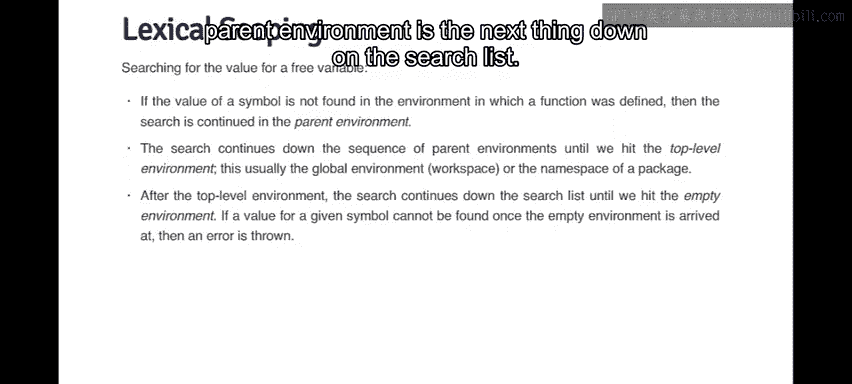 Lexical Scoping
parent environment is the next thing down
on the search list.
Searching for the value for a free variable:
· If the value of a symbol is not found in the environment in which a function was defined, then the
search is continued in the parent environment.
· The search continues down the sequence of parent environments until we hit the top-level
environment; this usually the global environment (workspace) or the namespace of a package.
· After the top-level environment, the search continues down the search list until we hit the empty
environment. If a value for a given symbol cannot be found once the empty environment is arrived
at, then an error is thrown.